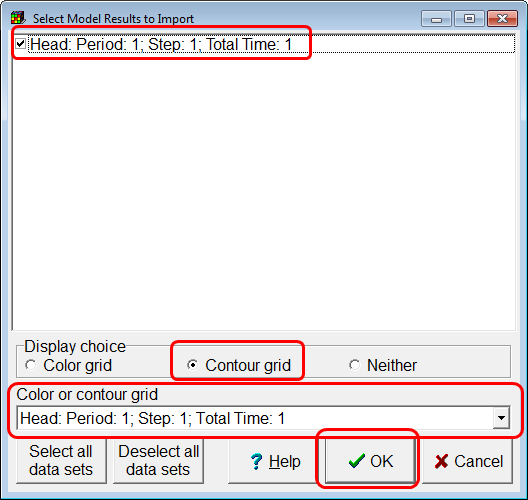 Select Model Results to Import
Head: Period: 1; Step: 1; Total Time: 1
Display choice
Color grid
Contour grid
Neither
Color or contour grid
Head: Period: 1; Step: 1; Total Time: 1
Select all
data sets
Deselect all
data sets
? Help
OK
Cancel